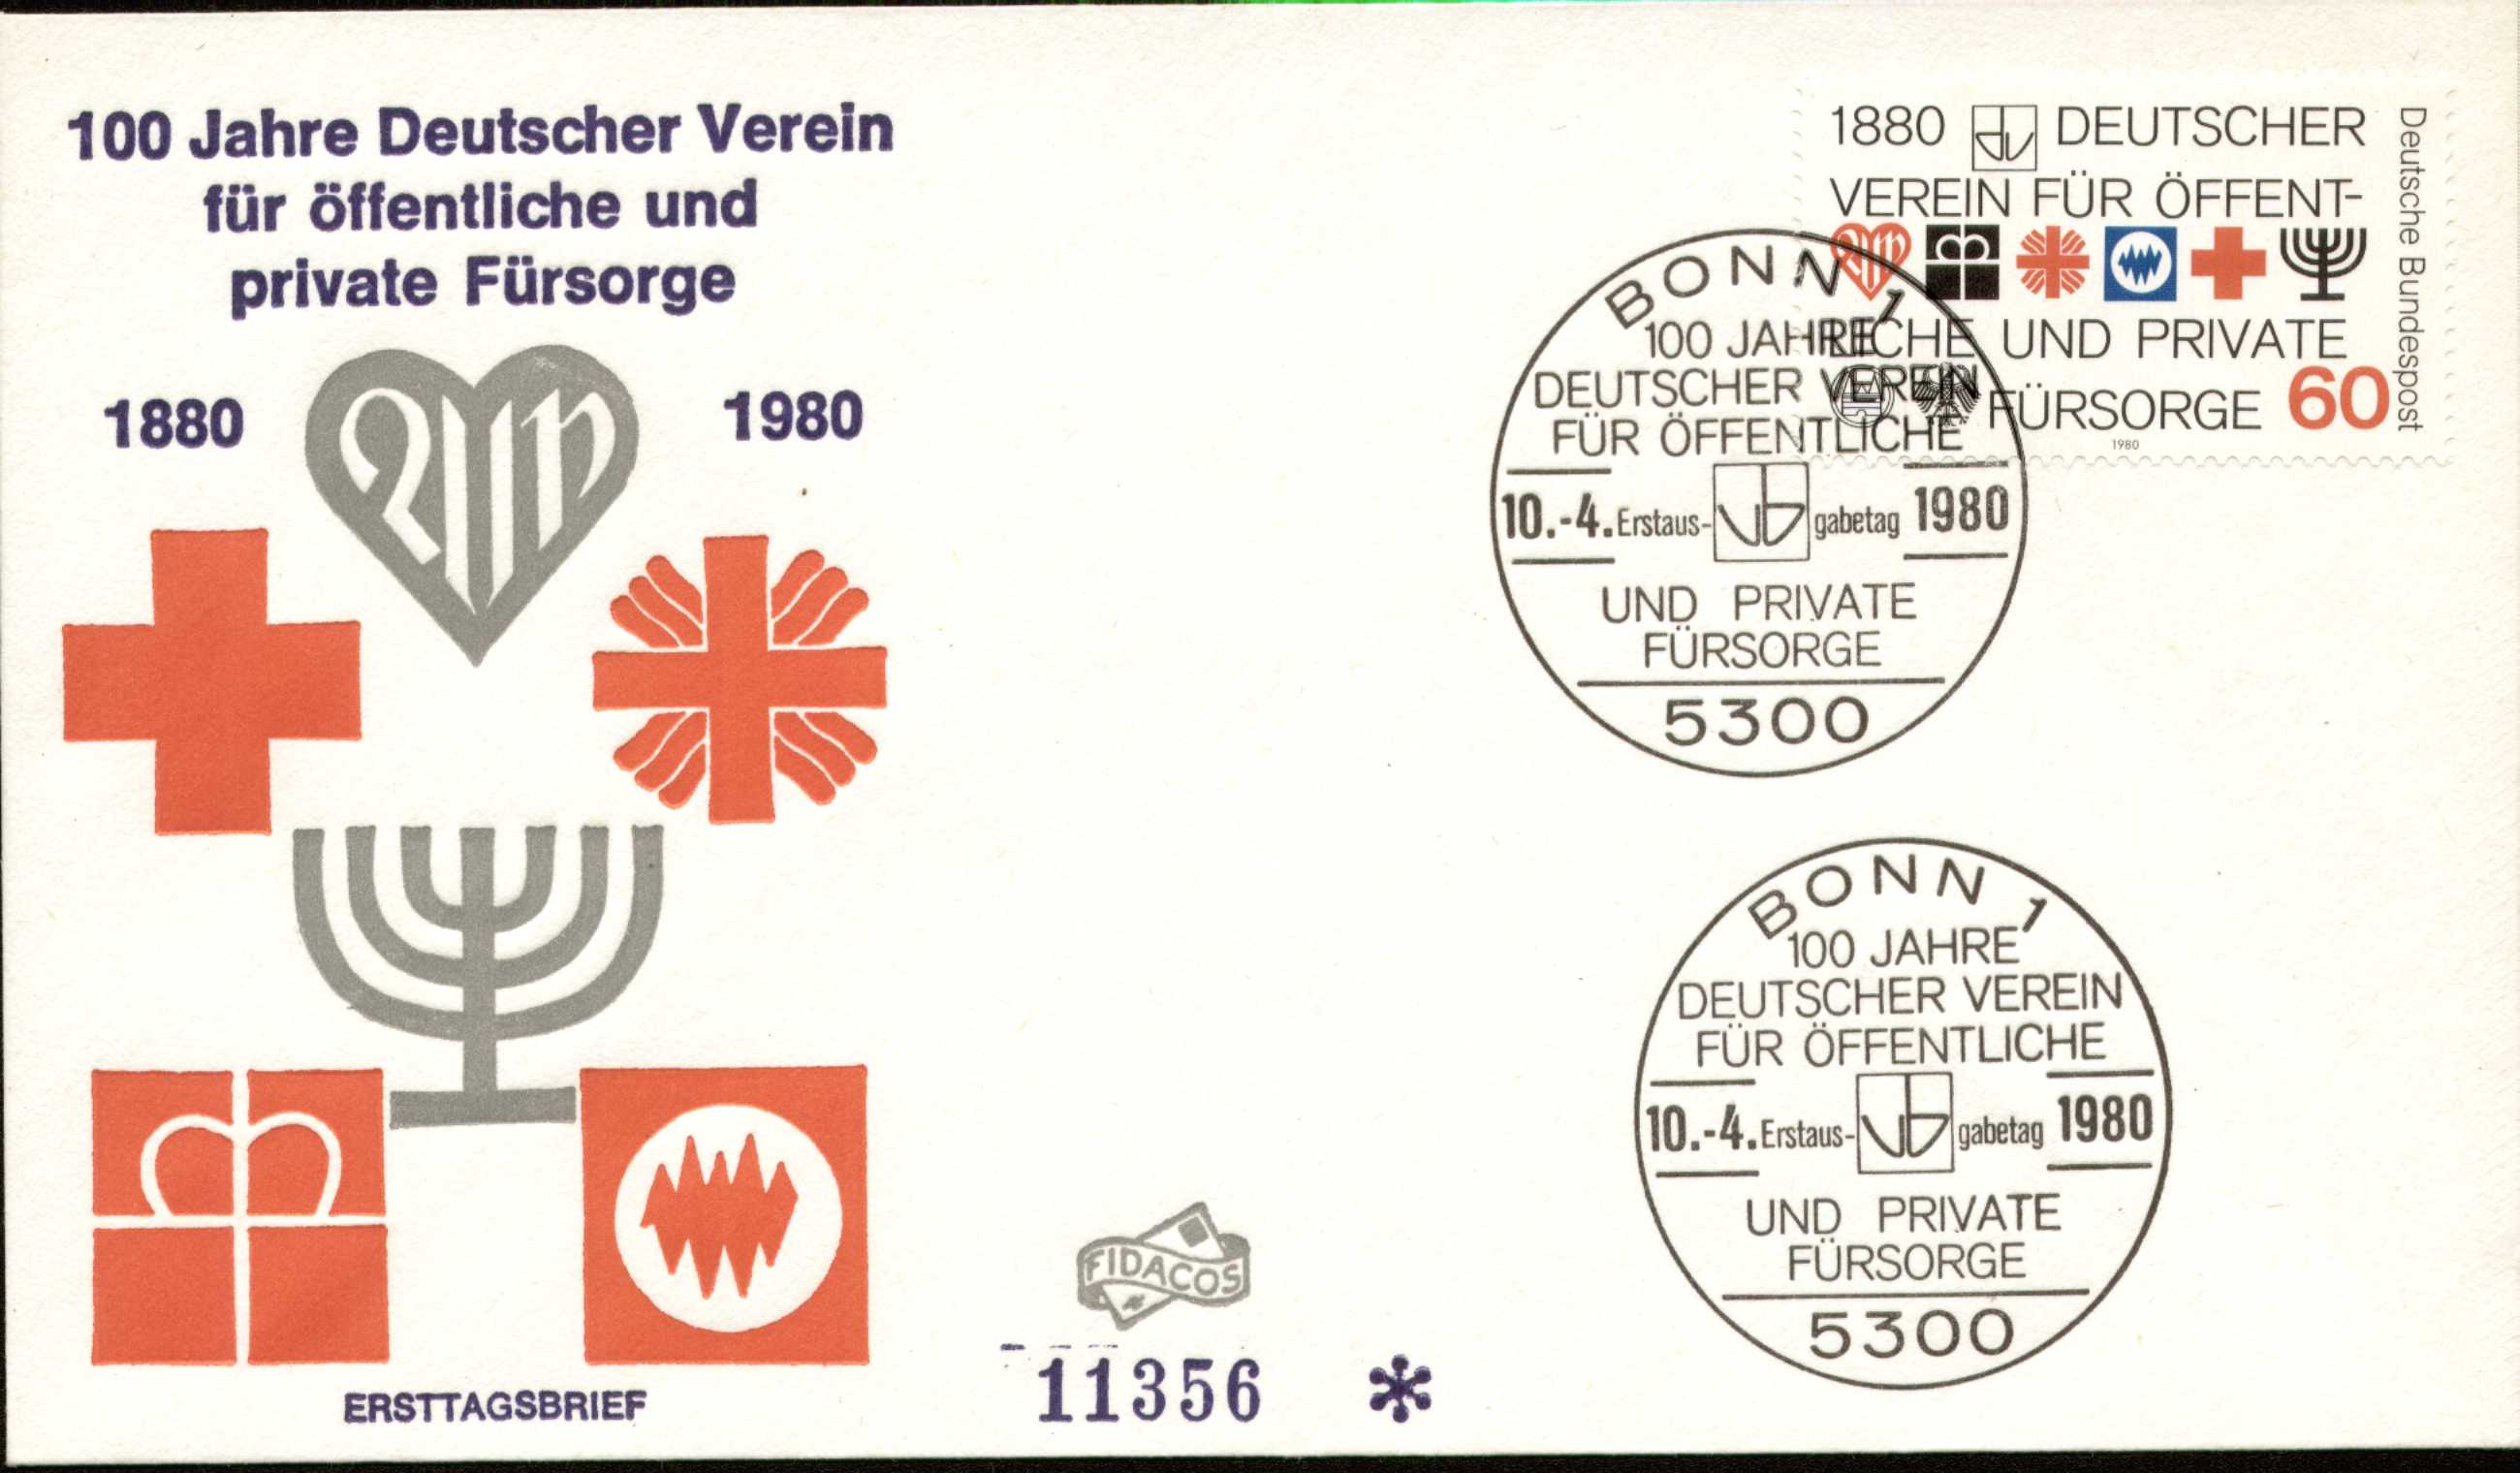 100 Jahre Deutscher Verein
für öffentliche und
private Fürsorge
1880
1980
ERSTTAGSBRIEF
FIDACOS
11356 *
1880 dv DEUTSCHER
VEREIN FÜR ÖFFENT-
LICHE UND PRIVATE
FÜRSORGE 60
1980
Deutsche Bundespost
BONN 1
100 JAHRE
DEUTSCHER VEREIN
FÜR ÖFFENTLICHE
10.-4. Erstaus- gabetag 1980
UND PRIVATE
FÜRSORGE
5300
BONN 1
100 JAHRE
DEUTSCHER VEREIN
FÜR ÖFFENTLICHE
10.-4. Erstaus- gabetag 1980
UND PRIVATE
FÜRSORGE
5300